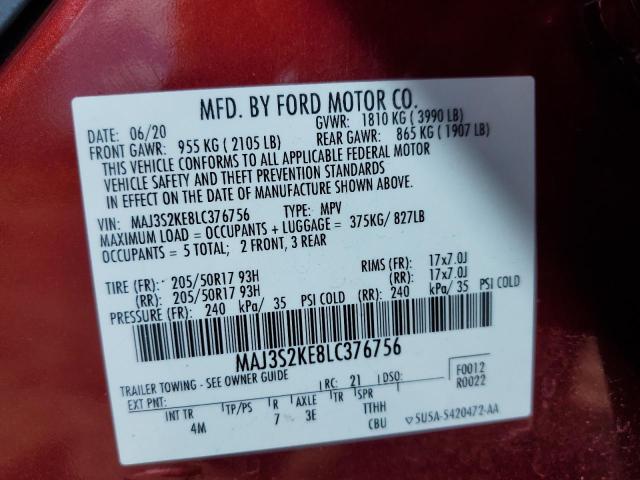 MFD. BY FORD MOTOR CO.
DATE: 06/20 GVWR: 1810 KG ( 3990 LB)
FRONT GAWR: 955 KG ( 2105 LB) REAR GAWR: 865 KG ( 1907 LB)
THIS VEHICLE CONFORMS TO ALL APPLICABLE FEDERAL MOTOR
VEHICLE SAFETY AND THEFT PREVENTION STANDARDS
IN EFFECT ON THE DATE OF MANUFACTURE SHOWN ABOVE.
VIN: MAJ3S2KE8LC376756 TYPE: MPV
MAXIMUM LOAD = OCCUPANTS + LUGGAGE = 375KG/ 827LB
OCCUPANTS = 5 TOTAL; 2 FRONT, 3 REAR
TIRE (FR): 205/50R17 93H RIMS (FR): 17x7.0J
(RR): 205/50R17 93H (RR): 17x7.0J
PRESSURE (FR): 240 kPa/ 35 PSI COLD (RR): 240 kPa/ 35 PSI COLD
MAJ3S2KE8LC376756
TRAILER TOWING - SEE OWNER GUIDE
EXT PNT: RC: 21 DSO: F0012
R0022
INT TR TP/PS R AXLE TR SPR
4M 7 3E TTHH
CBU ▽5U5A-5420472-AA